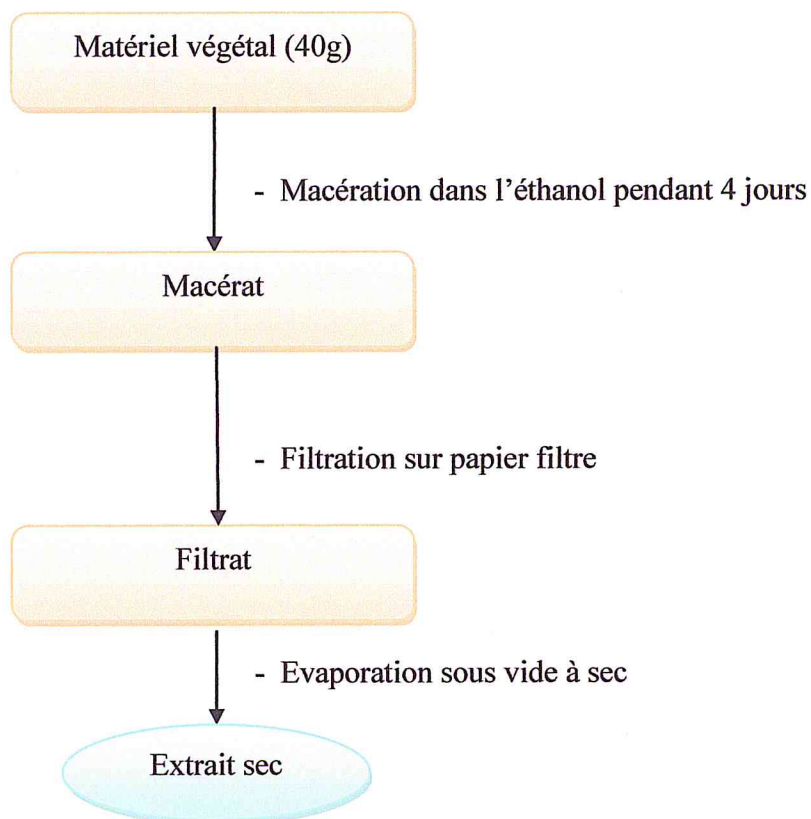 Matériel végétal (40g)
- Macération dans l'éthanol pendant 4 jours
Macérat
- Filtration sur papier filtre
Filtrat
- Evaporation sous vide à sec
Extrait sec